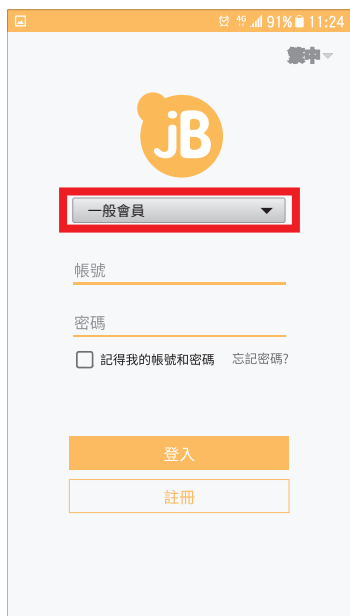 4G 91% 11:24
繁中
jB
一般會員
帳號
密碼
記得我的帳號和密碼 忘記密碼?
登入
註冊